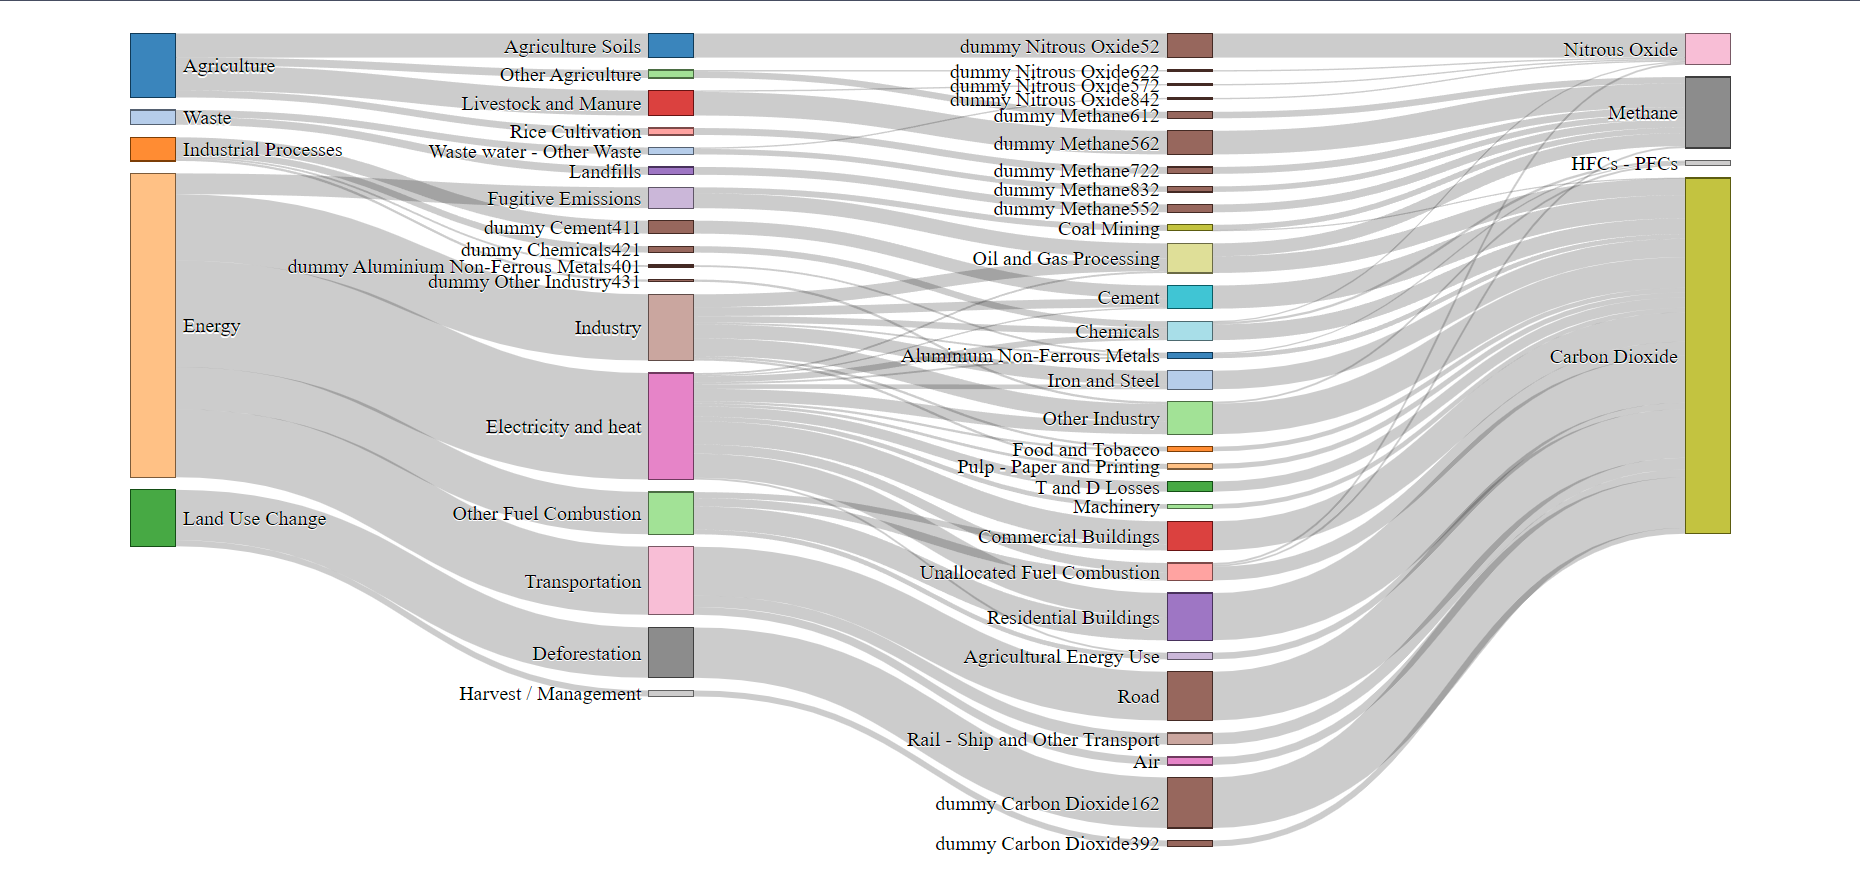 Agriculture
Waste
Industrial Processes
Energy
Land Use Change
Agriculture Soils
Other Agriculture
Livestock and Manure
Rice Cultivation
Waste water - Other Waste
Landfills
Fugitive Emissions
dummy Cement411
dummy Chemicals421
dummy Aluminium Non-Ferrous Metals401
dummy Other Industry431
Industry
Electricity and heat
Other Fuel Combustion
Transportation
Deforestation
Harvest / Management
dummy Nitrous Oxide52
dummy Nitrous Oxide622
dummy Nitrous Oxide572
dummy Nitrous Oxide842
dummy Methane612
dummy Methane562
dummy Methane722
dummy Methane832
dummy Methane552
Coal Mining
Oil and Gas Processing
Cement
Chemicals
Aluminium Non-Ferrous Metals
Iron and Steel
Other Industry
Food and Tobacco
Pulp - Paper and Printing
T and D Losses
Machinery
Commercial Buildings
Unallocated Fuel Combustion
Residential Buildings
Agricultural Energy Use
Road
Rail - Ship and Other Transport
Air
dummy Carbon Dioxide162
dummy Carbon Dioxide392
Nitrous Oxide
Methane
HFCs - PFCs
Carbon Dioxide